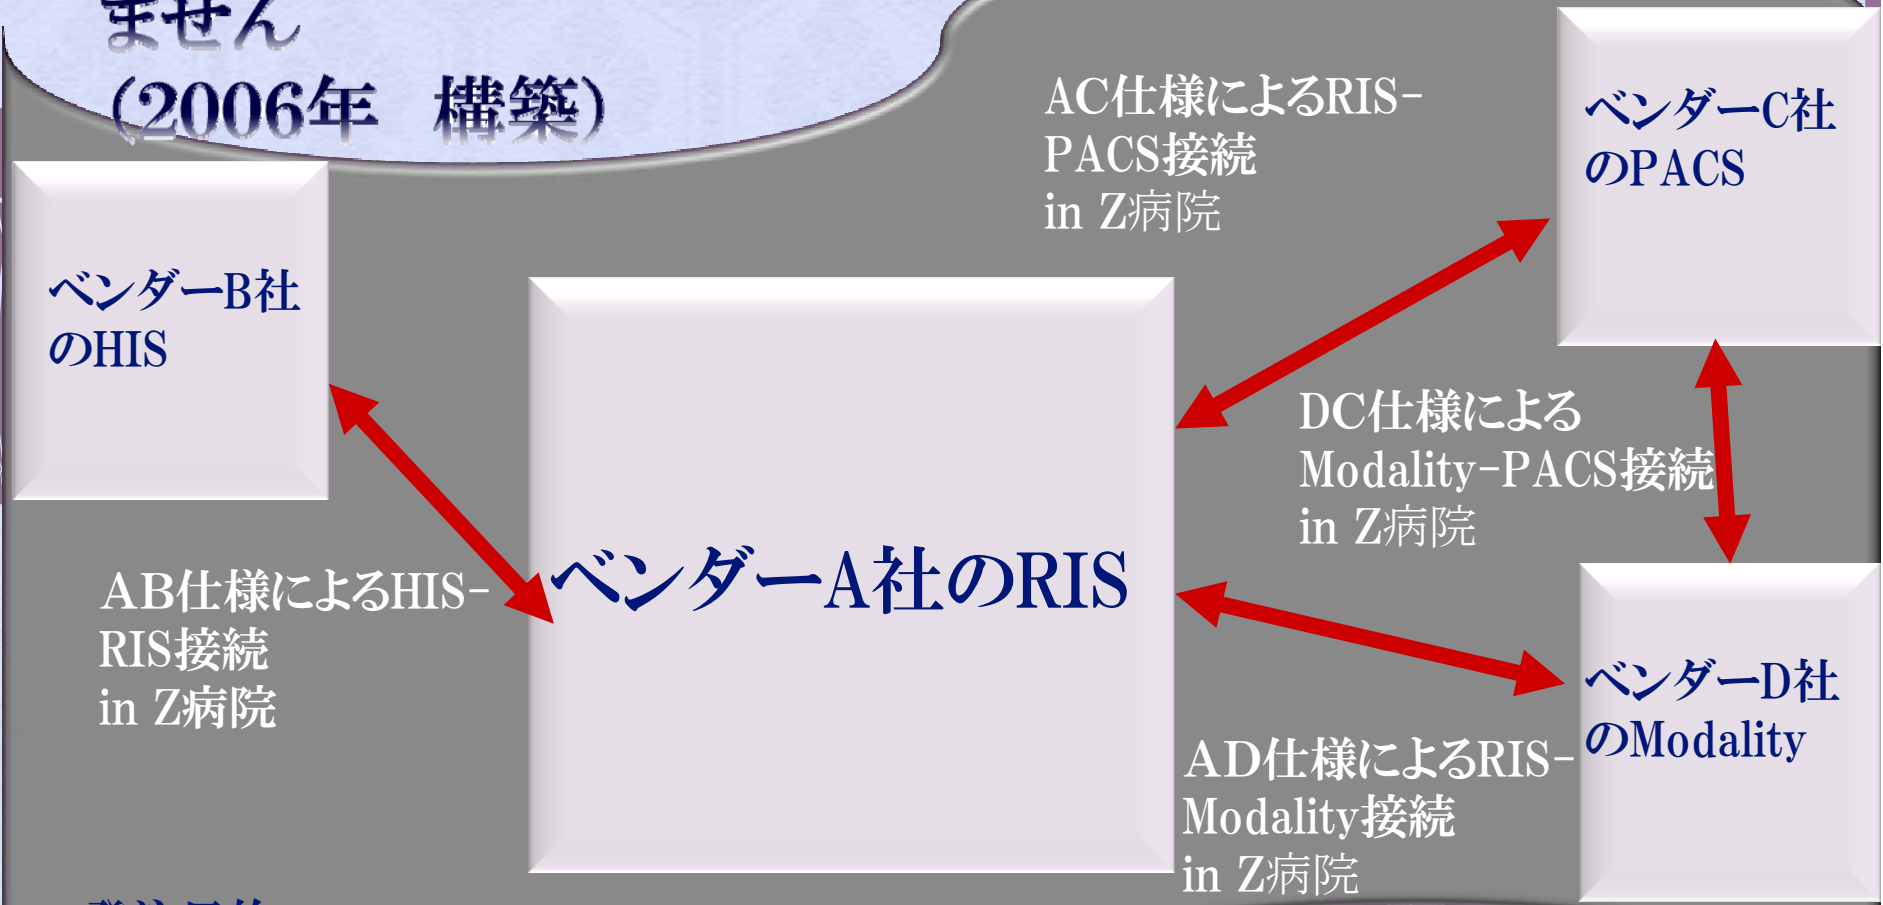 ません
(2006年　構築)
AC仕様によるRIS-
PACS接続
in Z病院
ベンダーC社
のPACS
ベンダーB社
のHIS
DC仕様による
Modality-PACS接続
in Z病院
ベンダーA社のRIS
AB仕様によるHIS-
RIS接続
in Z病院
ベンダーD社
のModality
AD仕様によるRIS-
Modality接続
in Z病院